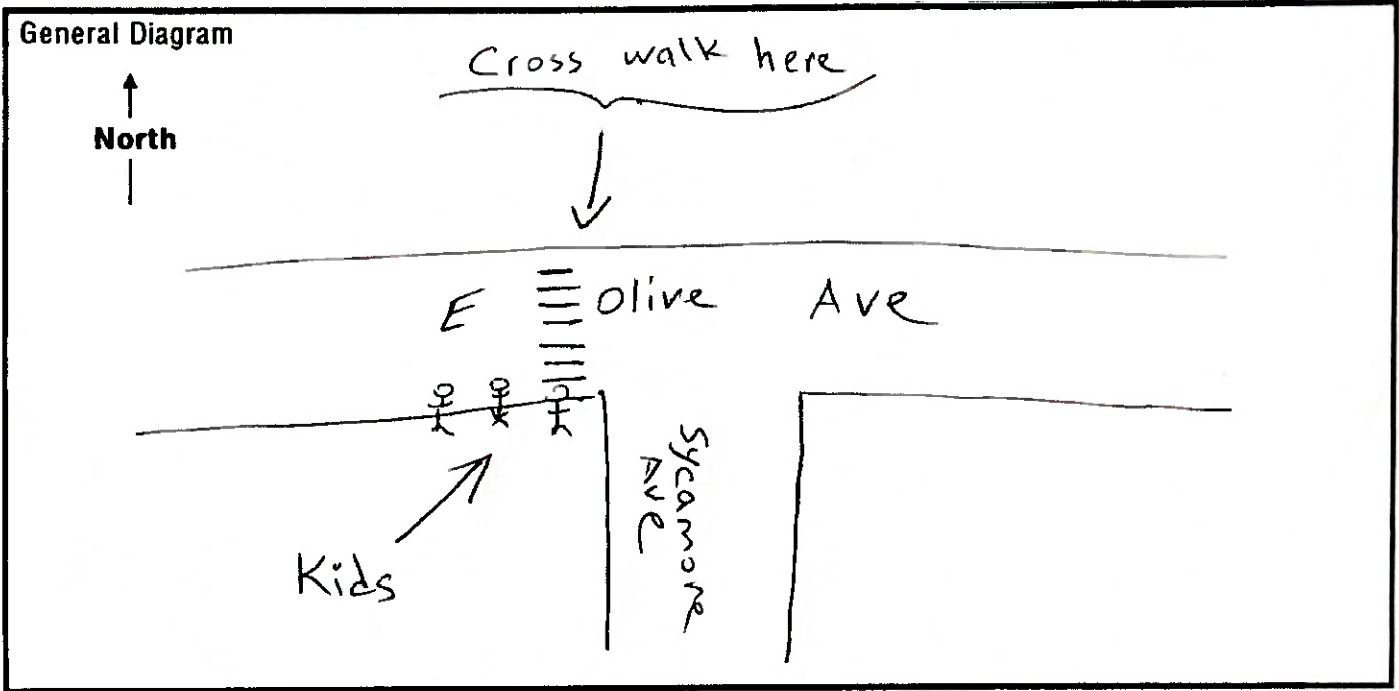 General Diagram
North
Cross walk here
E Olive Ave
Sycamore
Ave
Kids